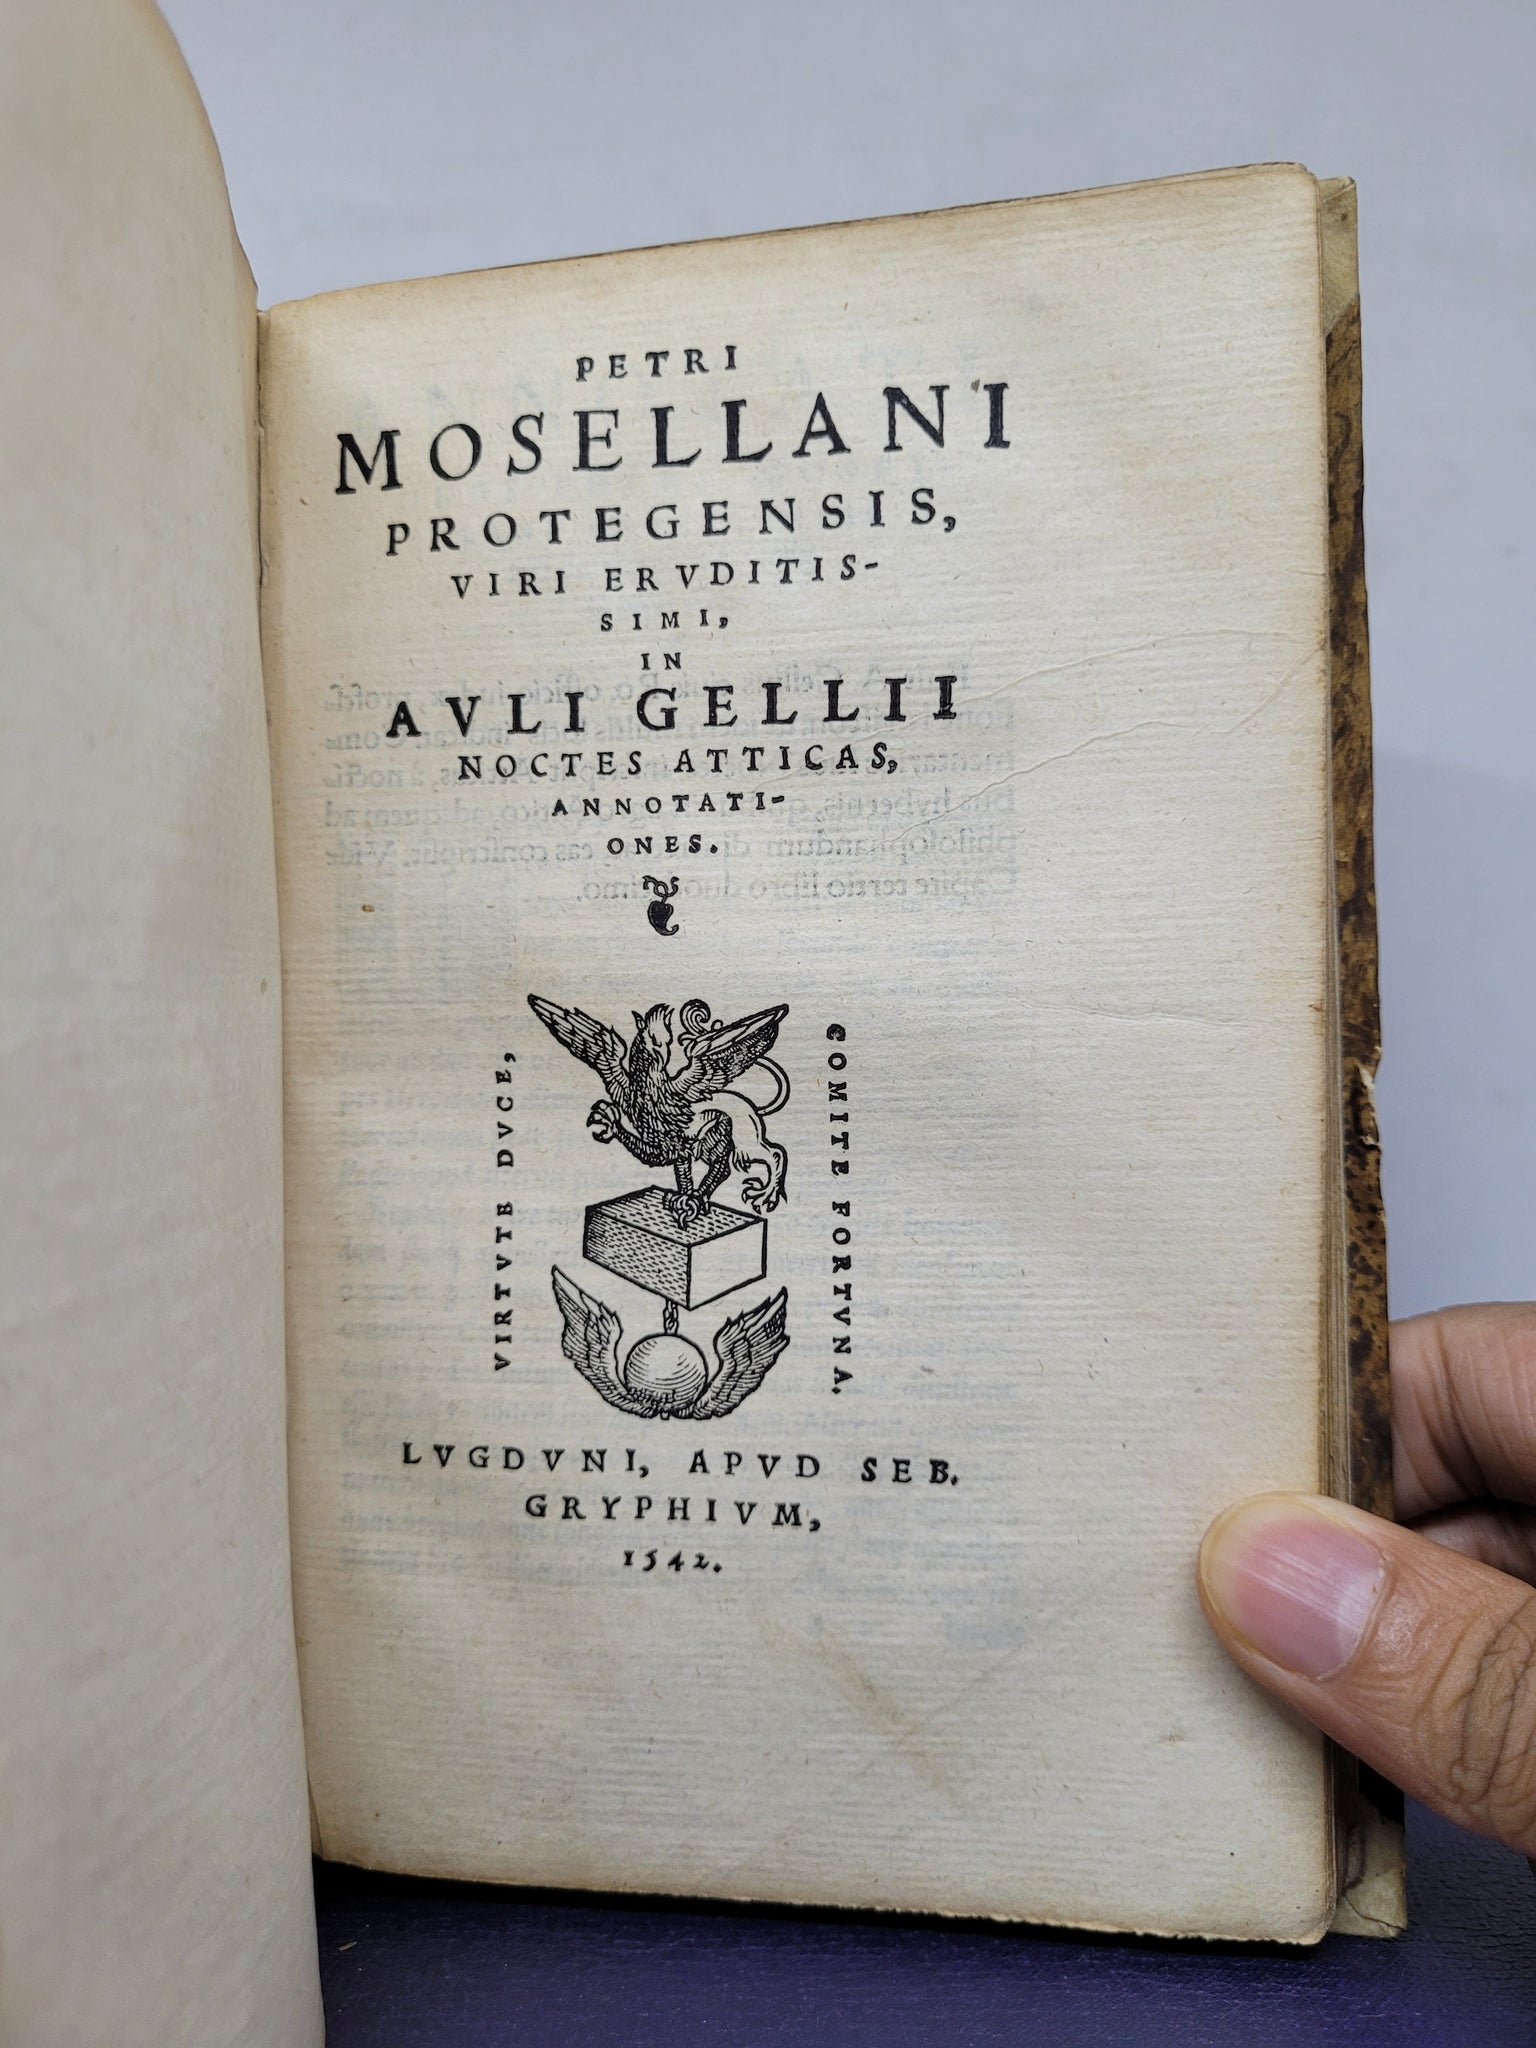 PETRI
MOSELLANI
PROTEGENSIS,
VIRI ERVDITIS-
SIMI,
IN
AVLI GELLII
NOCTES ATTICAS,
ANNOTATI-
ONES.
VIRTVTE DVCE,
COMITE FORTVNA.
LVGDVNI, APVD SEB.
GRYPHIVM,
1542.